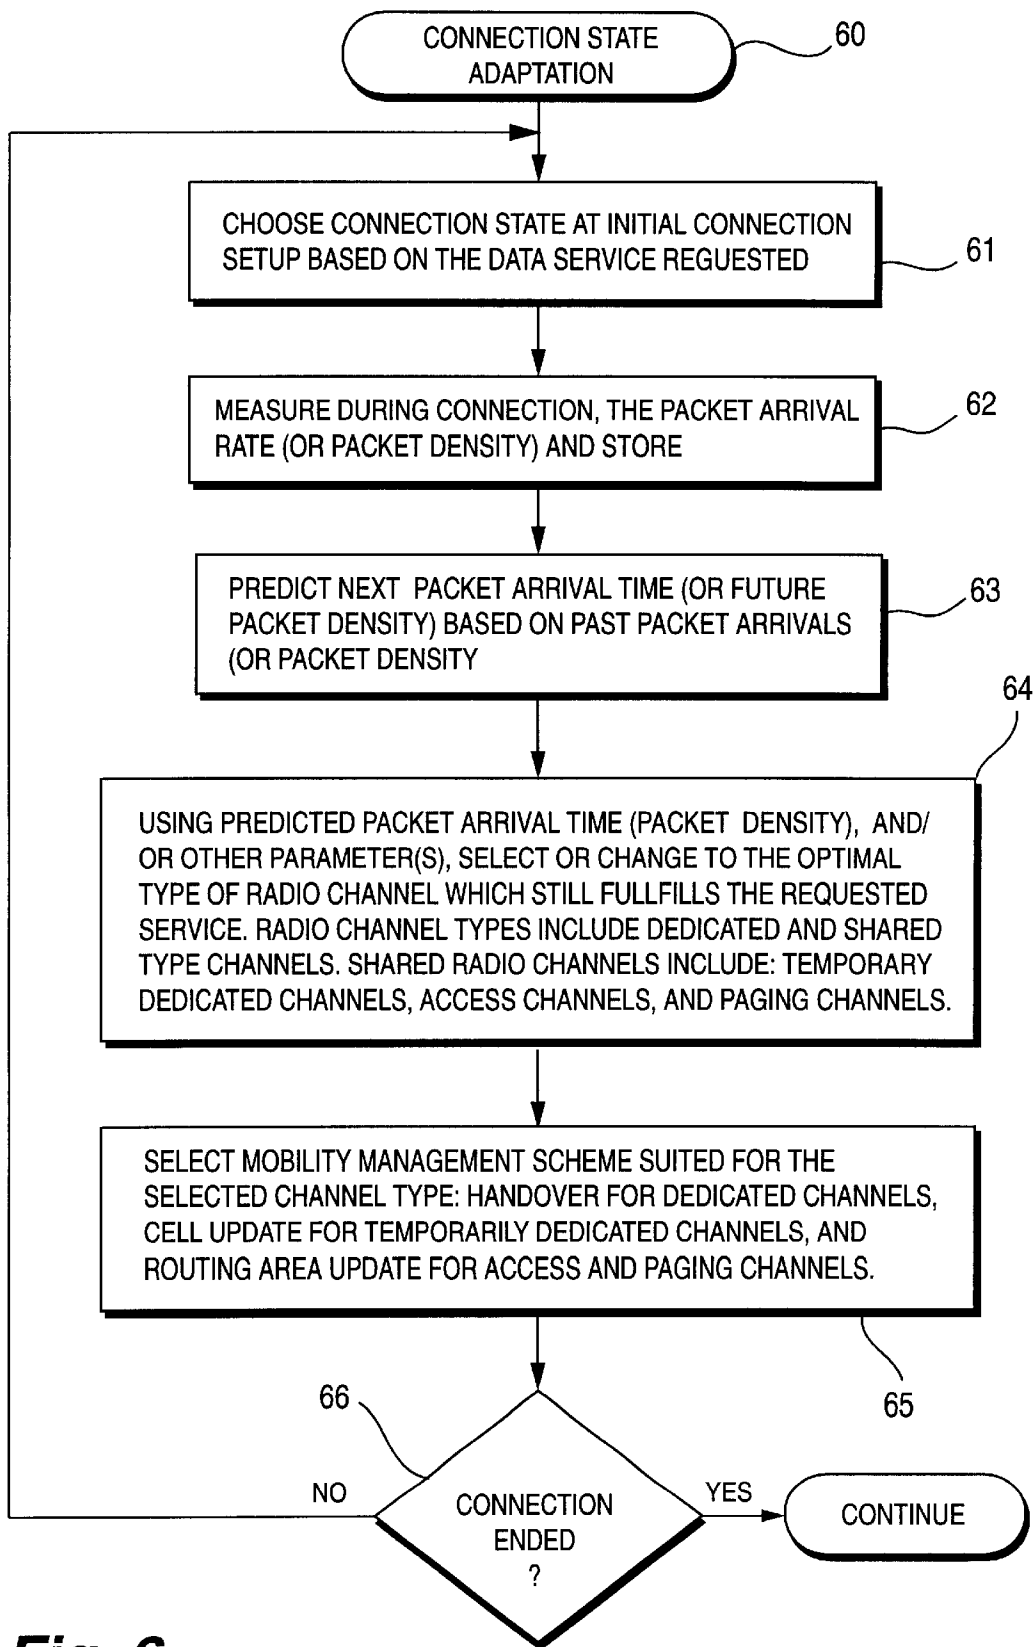 CONNECTION STATE
ADAPTATION
60
CHOOSE CONNECTION STATE AT INITIAL CONNECTION
SETUP BASED ON THE DATA SERVICE REGUESTED
61
MEASURE DURING CONNECTION, THE PACKET ARRIVAL
RATE (OR PACKET DENSITY) AND STORE
62
PREDICT NEXT PACKET ARRIVAL TIME (OR FUTURE
PACKET DENSITY) BASED ON PAST PACKET ARRIVALS
(OR PACKET DENSITY
63
64
USING PREDICTED PACKET ARRIVAL TIME (PACKET DENSITY), AND/
OR OTHER PARAMETER(S), SELECT OR CHANGE TO THE OPTIMAL
TYPE OF RADIO CHANNEL WHICH STILL FULLFILLS THE REQUESTED
SERVICE. RADIO CHANNEL TYPES INCLUDE DEDICATED AND SHARED
TYPE CHANNELS. SHARED RADIO CHANNELS INCLUDE: TEMPORARY
DEDICATED CHANNELS, ACCESS CHANNELS, AND PAGING CHANNELS.
SELECT MOBILITY MANAGEMENT SCHEME SUITED FOR THE
SELECTED CHANNEL TYPE: HANDOVER FOR DEDICATED CHANNELS,
CELL UPDATE FOR TEMPORARILY DEDICATED CHANNELS, AND
ROUTING AREA UPDATE FOR ACCESS AND PAGING CHANNELS.
65
66
NO
CONNECTION
ENDED
?
YES
CONTINUE
Fig. 6